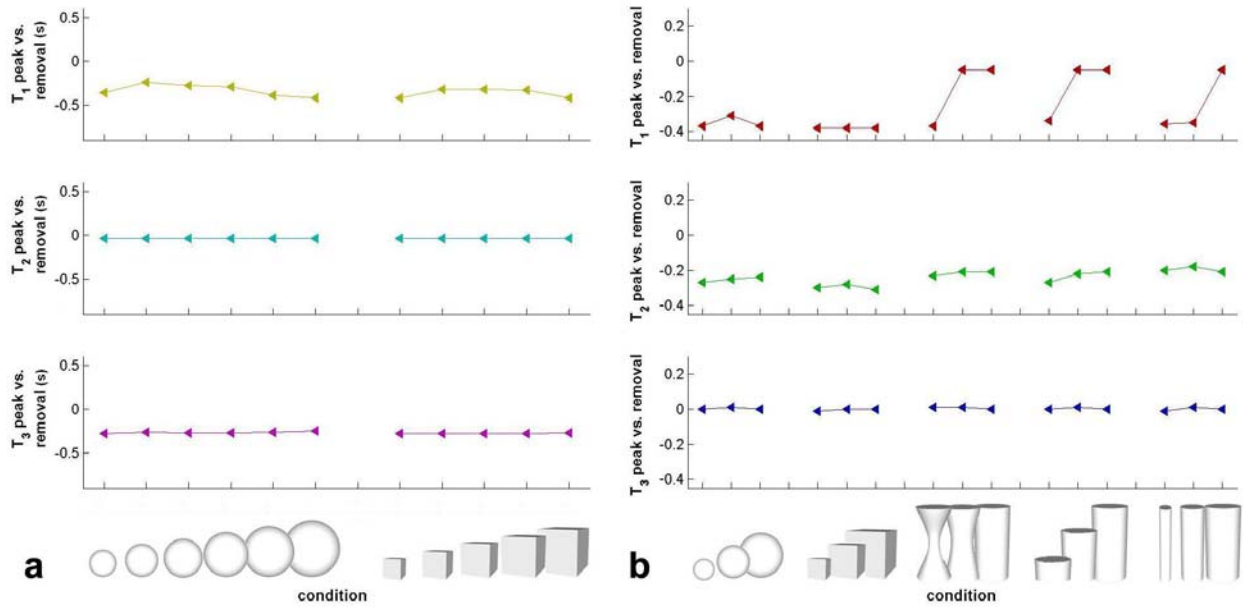 T1 peak vs.
removal (s)
0.5
0
-0.5
T2 peak vs.
removal (s)
0.5
0
-0.5
T3 peak vs.
removal (s)
0.5
0
-0.5
a
condition
T1 peak vs. removal
0.2
0
-0.2
-0.4
T2 peak vs. removal
0.2
0
-0.2
-0.4
T3 peak vs. removal
0.2
0
-0.2
-0.4
b
condition